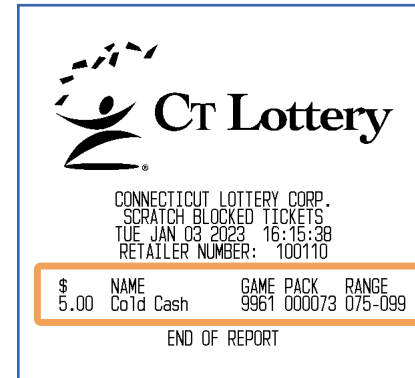 CT Lottery
CONNECTICUT LOTTERY CORP.
SCRATCH BLOCKED TICKETS
TUE JAN 03 2023 16:15:38
RETAILER NUMBER: 100110
$ NAME GAME PACK RANGE
5.00 Cold Cash 9961 000073 075-099
END OF REPORT